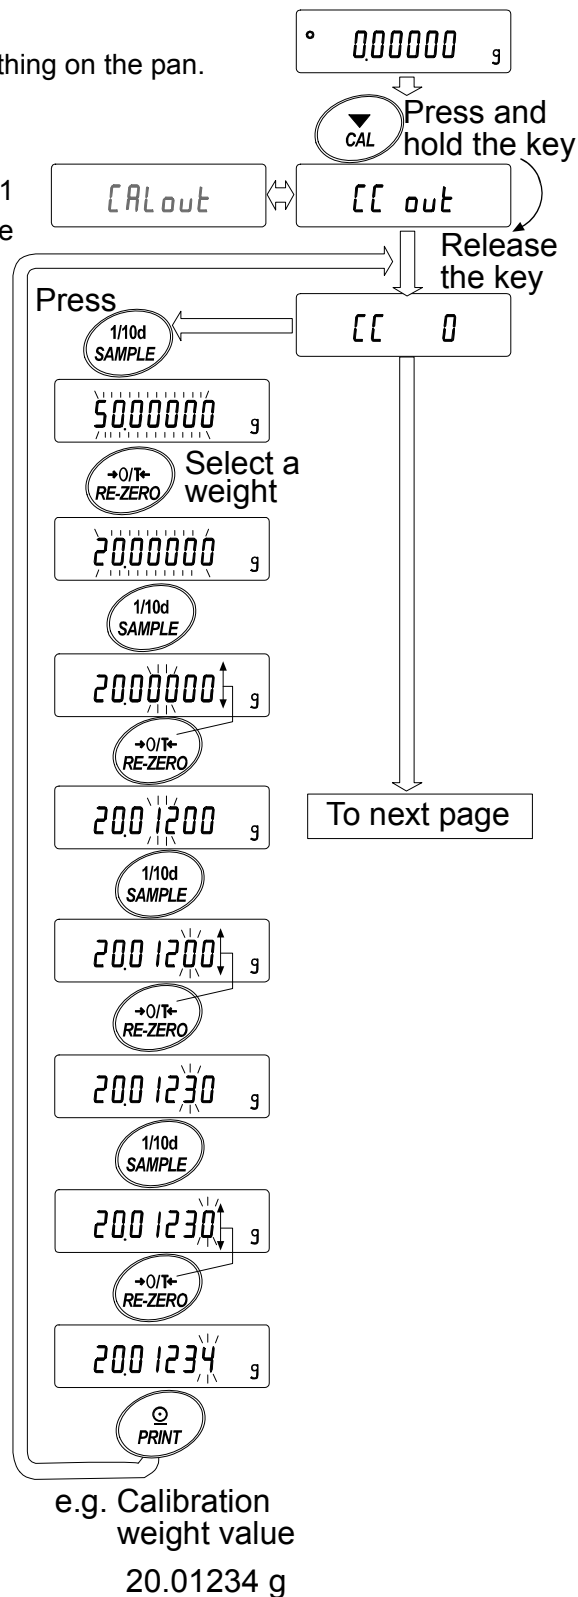 0.00000 g
thing on the pan.
▼
CAL
Press and
hold the key
1
CALout
CC out
e
Release
the key
Press
CC 0
1/10d
SAMPLE
50.00000 g
→0/T←
RE-ZERO
Select a
weight
20.00000 g
1/10d
SAMPLE
20.00000 g
→0/T←
RE-ZERO
20.01200 g
To next page
1/10d
SAMPLE
20.01200 g
→0/T←
RE-ZERO
20.01230 g
1/10d
SAMPLE
20.01230 g
→0/T←
RE-ZERO
20.01234 g
PRINT
e.g. Calibration
weight value
20.01234 g